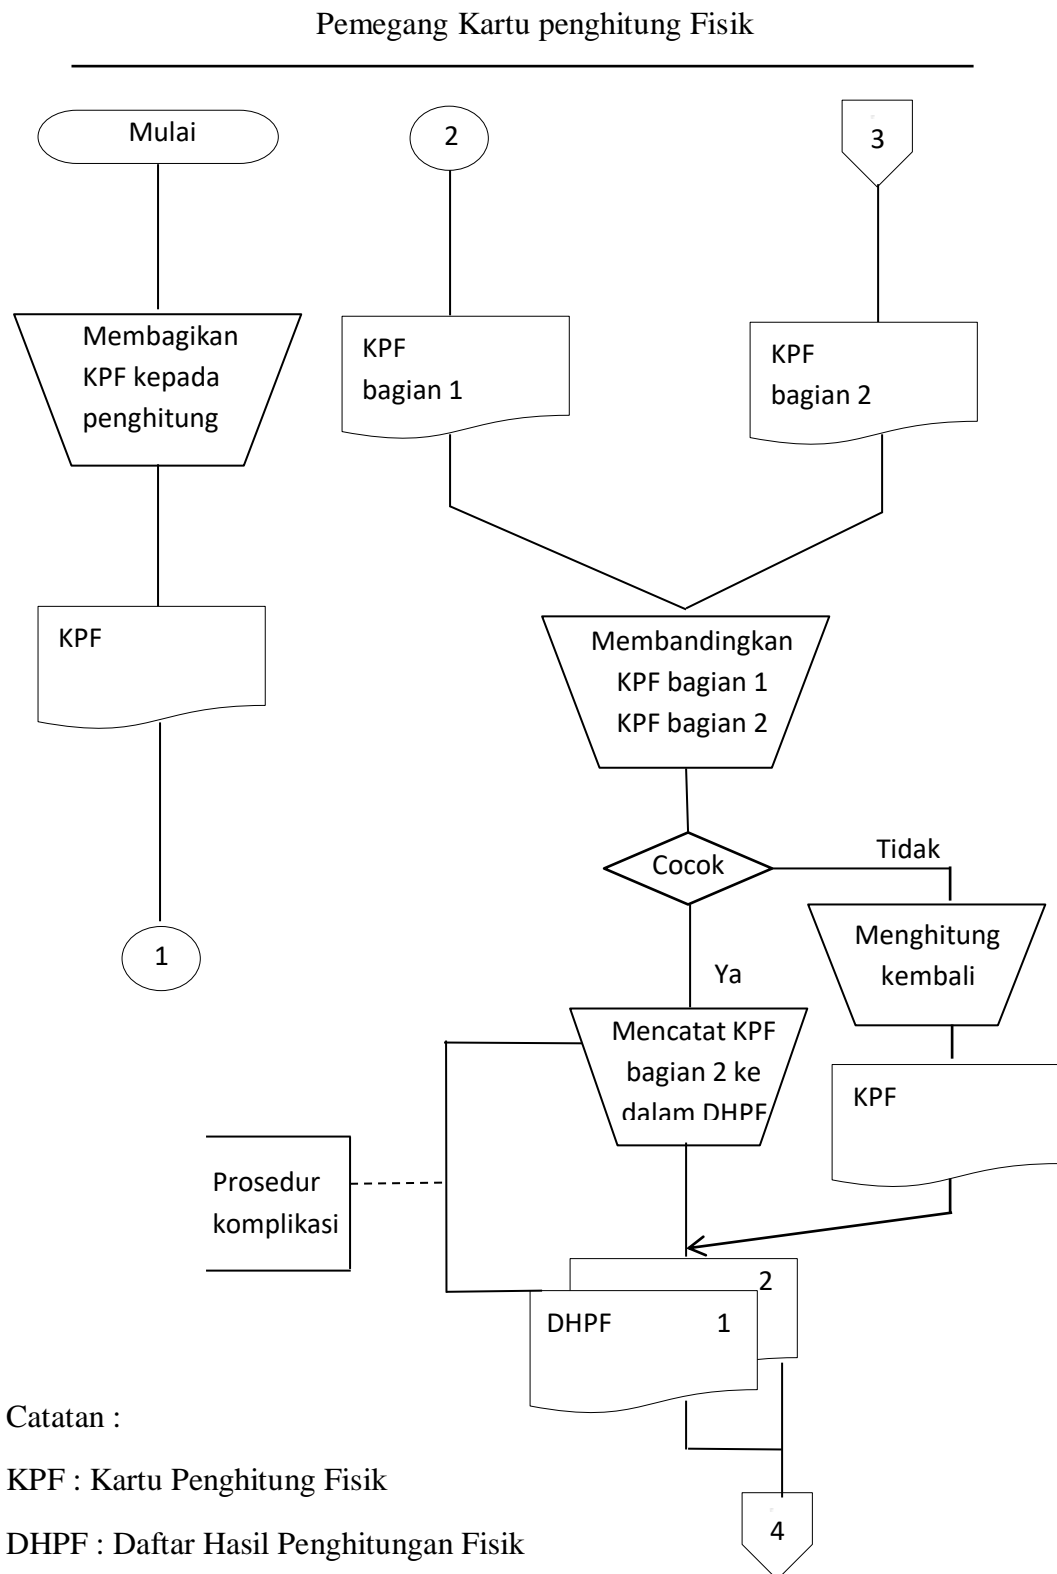 Pemegang Kartu penghitung Fisik
Mulai
2
3
Membagikan
KPF kepada
penghitung
KPF
bagian 1
KPF
bagian 2
KPF
Membandingkan
KPF bagian 1
KPF bagian 2
Cocok
Tidak
1
Menghitung
kembali
Ya
Mencatat KPF
bagian 2 ke
dalam DHPF
KPF
Prosedur
komplikasi
2
DHPF 1
Catatan :
KPF : Kartu Penghitung Fisik
4
DHPF : Daftar Hasil Penghitungan Fisik